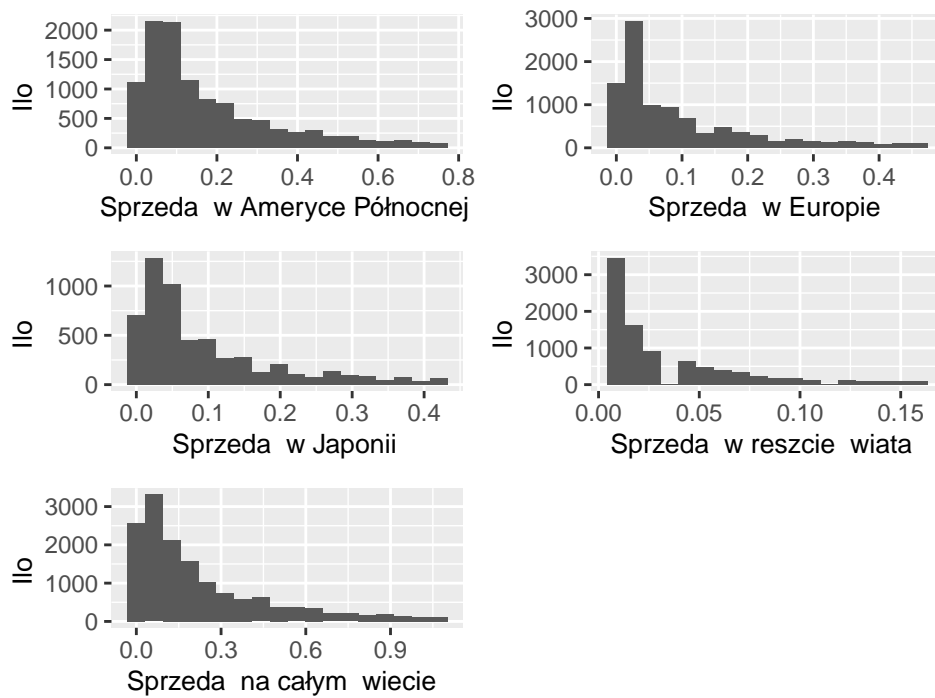 2000
1500
1000
500
0
Ilo
0.0 0.2 0.4 0.6 0.8
Sprzeda w Ameryce Północnej
3000
2000
1000
0
Ilo
0.0 0.1 0.2 0.3 0.4
Sprzeda w Europie
1000
500
0
Ilo
0.0 0.1 0.2 0.3 0.4
Sprzeda w Japonii
3000
2000
1000
0
Ilo
0.00 0.05 0.10 0.15
Sprzeda w reszcie wiata
3000
2000
1000
0
Ilo
0.0 0.3 0.6 0.9
Sprzeda na całym wiecie